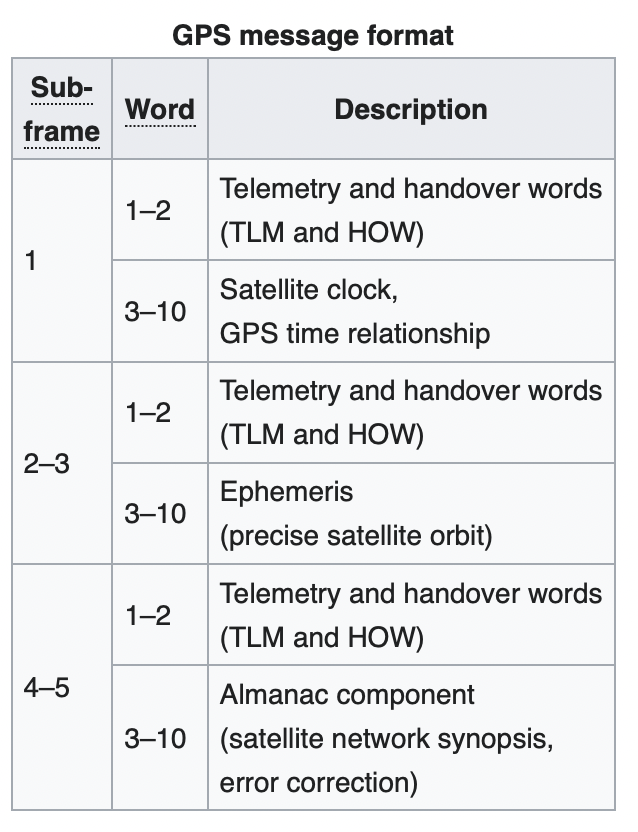 GPS message format
Sub-
frame
Word
Description
1
1–2
Telemetry and handover words
(TLM and HOW)
3–10
Satellite clock,
GPS time relationship
2–3
1–2
Telemetry and handover words
(TLM and HOW)
3–10
Ephemeris
(precise satellite orbit)
4–5
1–2
Telemetry and handover words
(TLM and HOW)
3–10
Almanac component
(satellite network synopsis,
error correction)